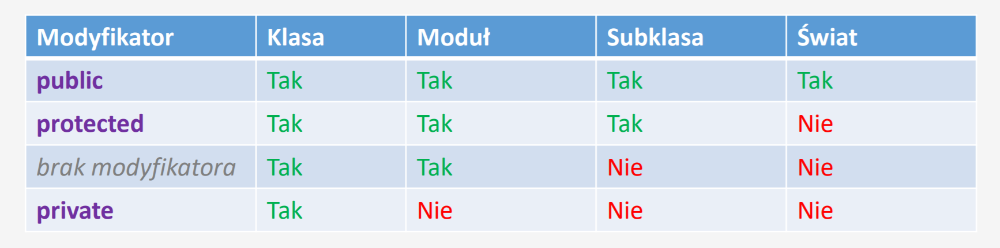 Modyfikator Klasa Moduł Subklasa Świat
public Tak Tak Tak Tak
protected Tak Tak Tak Nie
brak modyfikatora Tak Tak Nie Nie
private Tak Nie Nie Nie